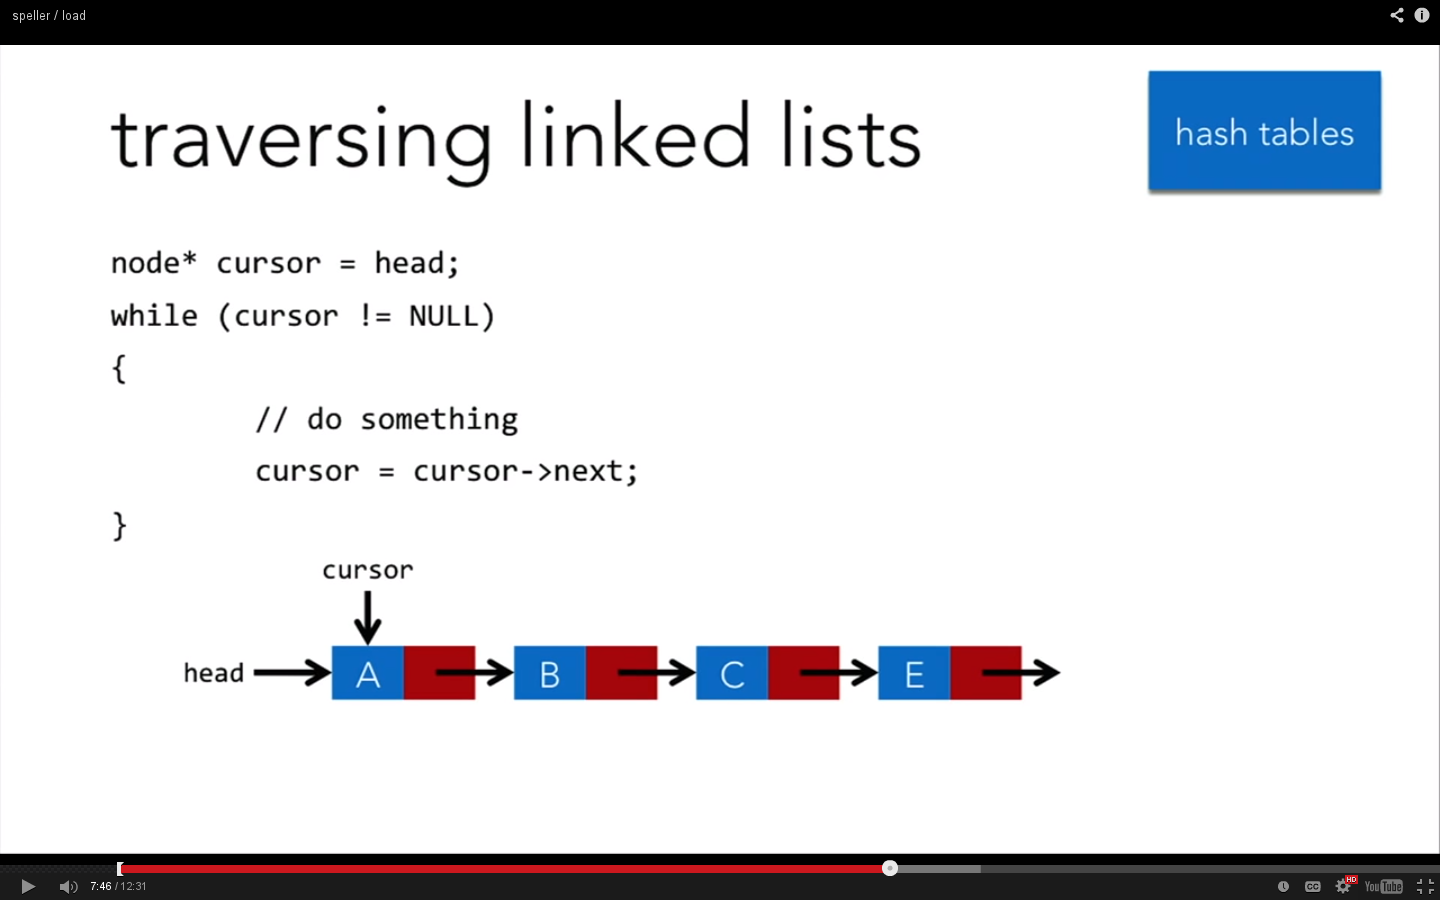 speller / load
traversing linked lists
hash tables
node* cursor = head;
while (cursor != NULL)
{
// do something
cursor = cursor->next;
}
cursor
head A B C E
7:46 / 12:31
CC HD YouTube